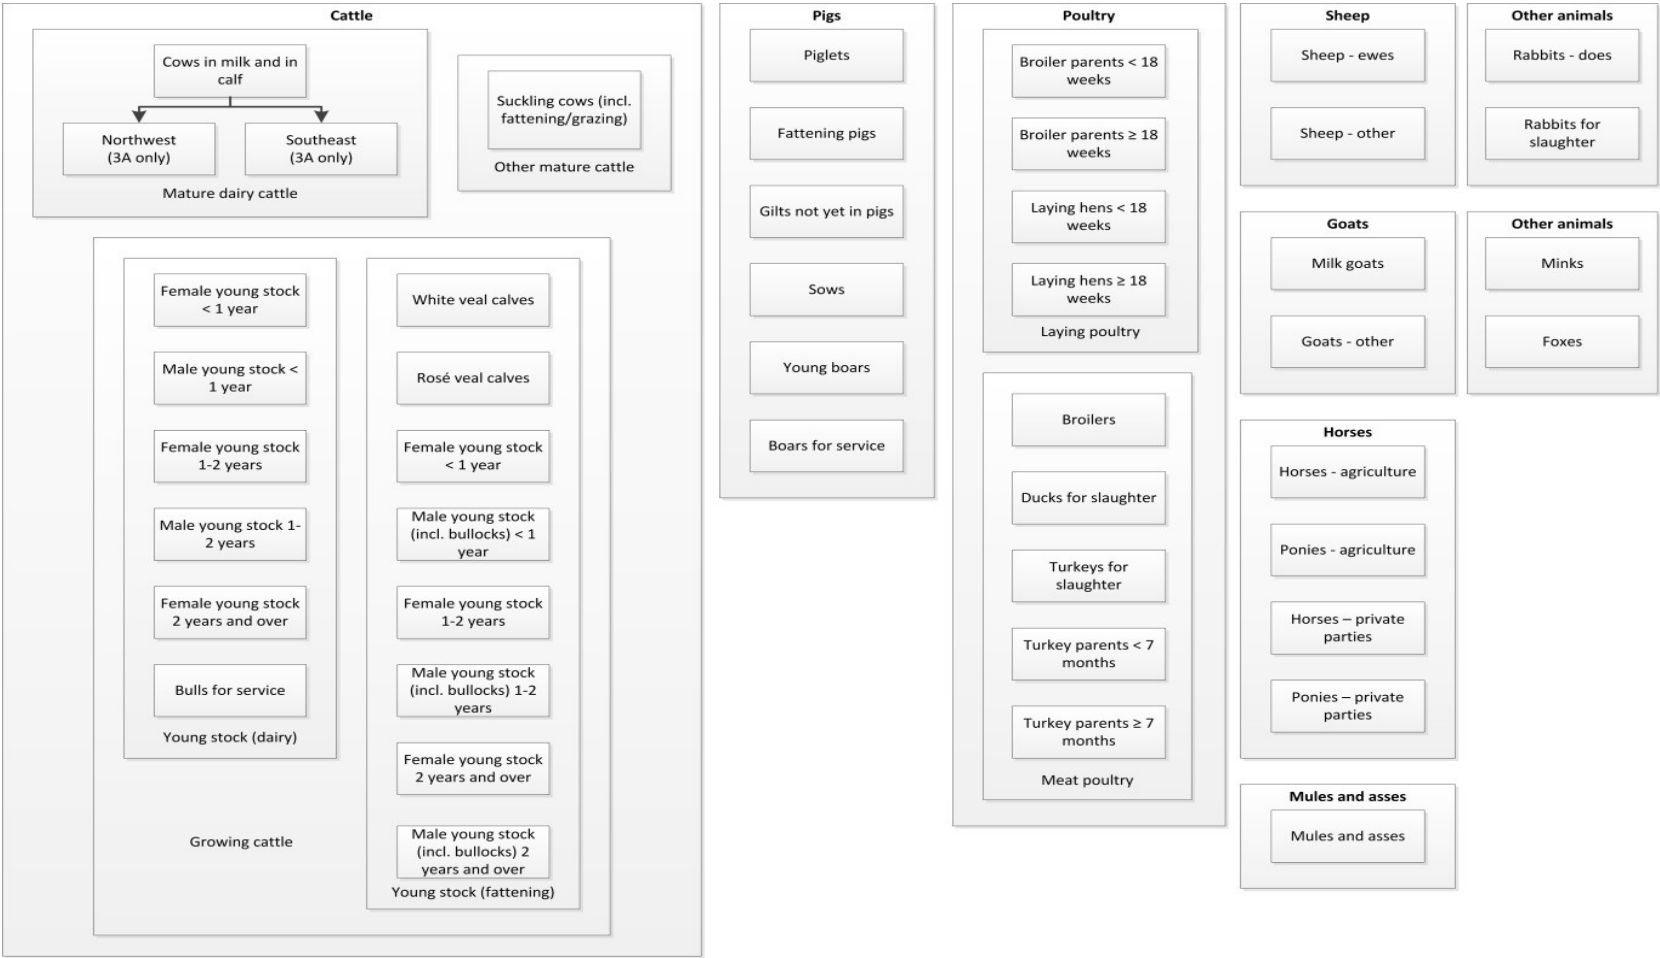 Cattle
Cows in milk and in
calf
Northwest
(3A only)
Southeast
(3A only)
Mature dairy cattle
Suckling cows (incl.
fattening/grazing)
Other mature cattle
Female young stock
< 1 year
Male young stock <
1 year
Female young stock
1-2 years
Male young stock 1-
2 years
Female young stock
2 years and over
Bulls for service
Young stock (dairy)
White veal calves
Rosé veal calves
Female young stock
< 1 year
Male young stock
(incl. bullocks) < 1
year
Female young stock
1-2 years
Male young stock
(incl. bullocks) 1-2
years
Female young stock
2 years and over
Male young stock
(incl. bullocks) 2
years and over
Young stock (fattening)
Growing cattle
Pigs
Piglets
Fattening pigs
Gilts not yet in pigs
Sows
Young boars
Boars for service
Poultry
Broiler parents < 18
weeks
Broiler parents ≥ 18
weeks
Laying hens < 18
weeks
Laying hens ≥ 18
weeks
Laying poultry
Broilers
Ducks for slaughter
Turkeys for
slaughter
Turkey parents < 7
months
Turkey parents ≥ 7
months
Meat poultry
Sheep
Sheep - ewes
Sheep - other
Goats
Milk goats
Goats - other
Horses
Horses - agriculture
Ponies - agriculture
Horses – private
parties
Ponies – private
parties
Mules and asses
Mules and asses
Other animals
Rabbits - does
Rabbits for
slaughter
Other animals
Minks
Foxes